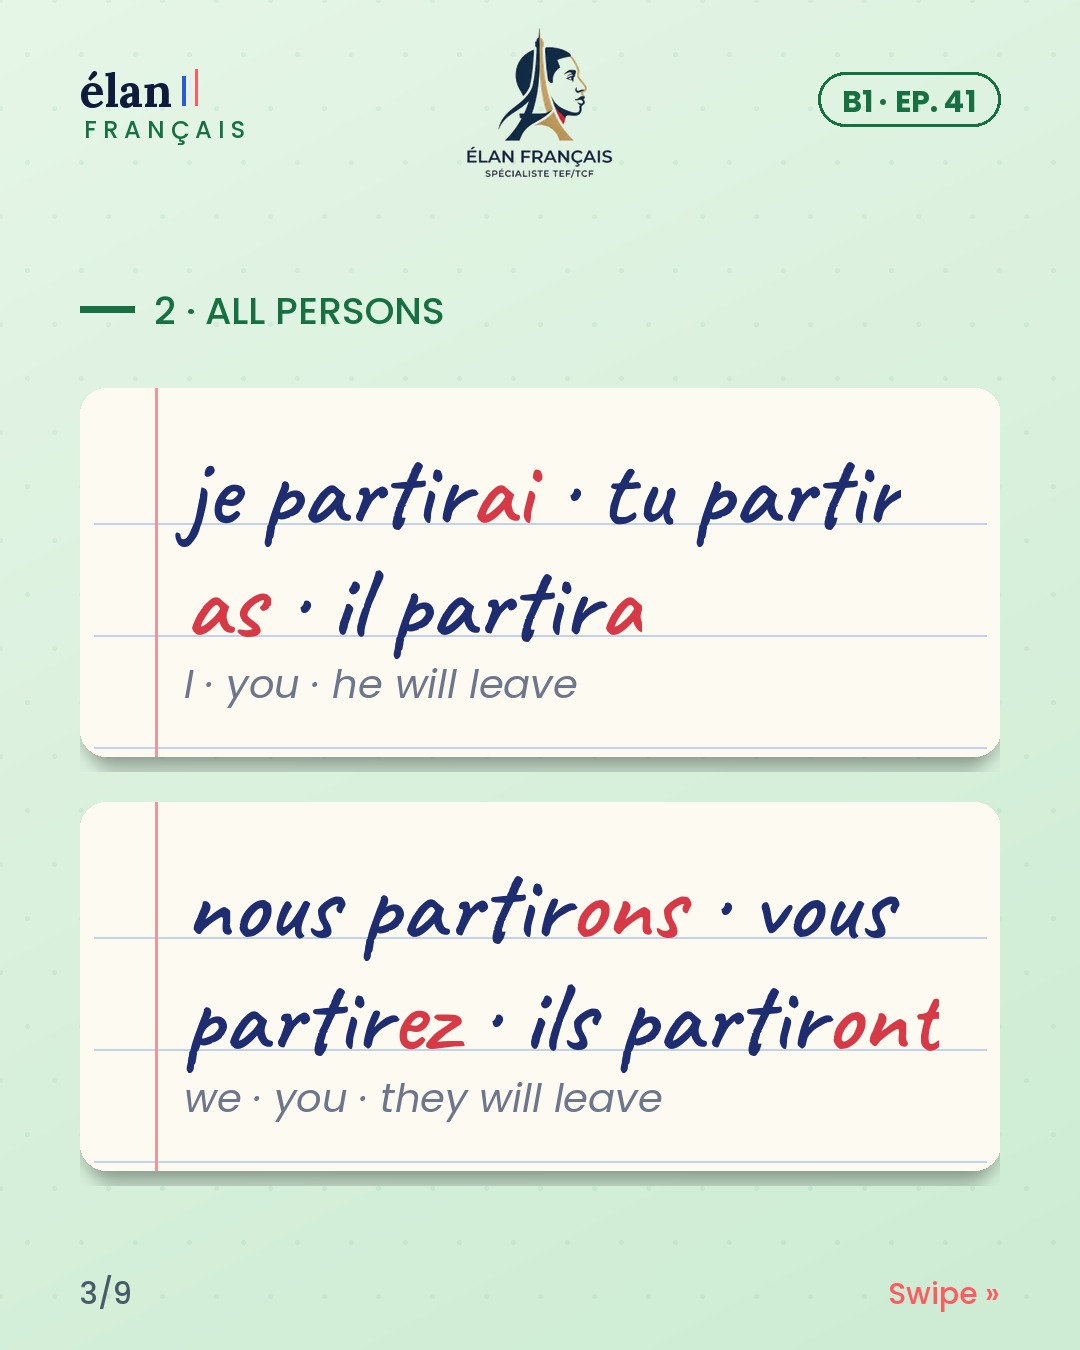 élan
FRANÇAIS
ÉLAN FRANÇAIS
SPÉCIALISTE TEF/TCF
B1 · EP. 41
2 · ALL PERSONS
je partirai · tu partir
as · il partira
I · you · he will leave
nous partirons · vous
partirez · ils partiront
we · you · they will leave
3/9
Swipe »